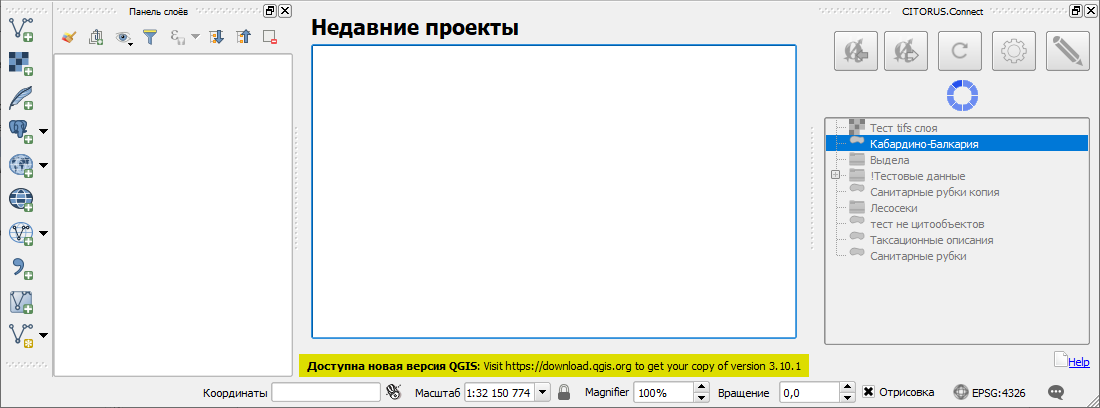 Панель слоёв
Недавние проекты
Доступна новая версия QGIS: Visit https://download.qgis.org to get your copy of version 3.10.1
CITORUS.Connect
Тест tifs слоя
Кабардино-Балкария
Выдела
!Тестовые данные
Санитарные рубки копия
Лесосеки
тест не цитообъектов
Таксационные описания
Санитарные рубки
Help
Координаты Масштаб 1:32 150 774 Magnifier 100% Вращение 0,0 Отрисовка EPSG:4326